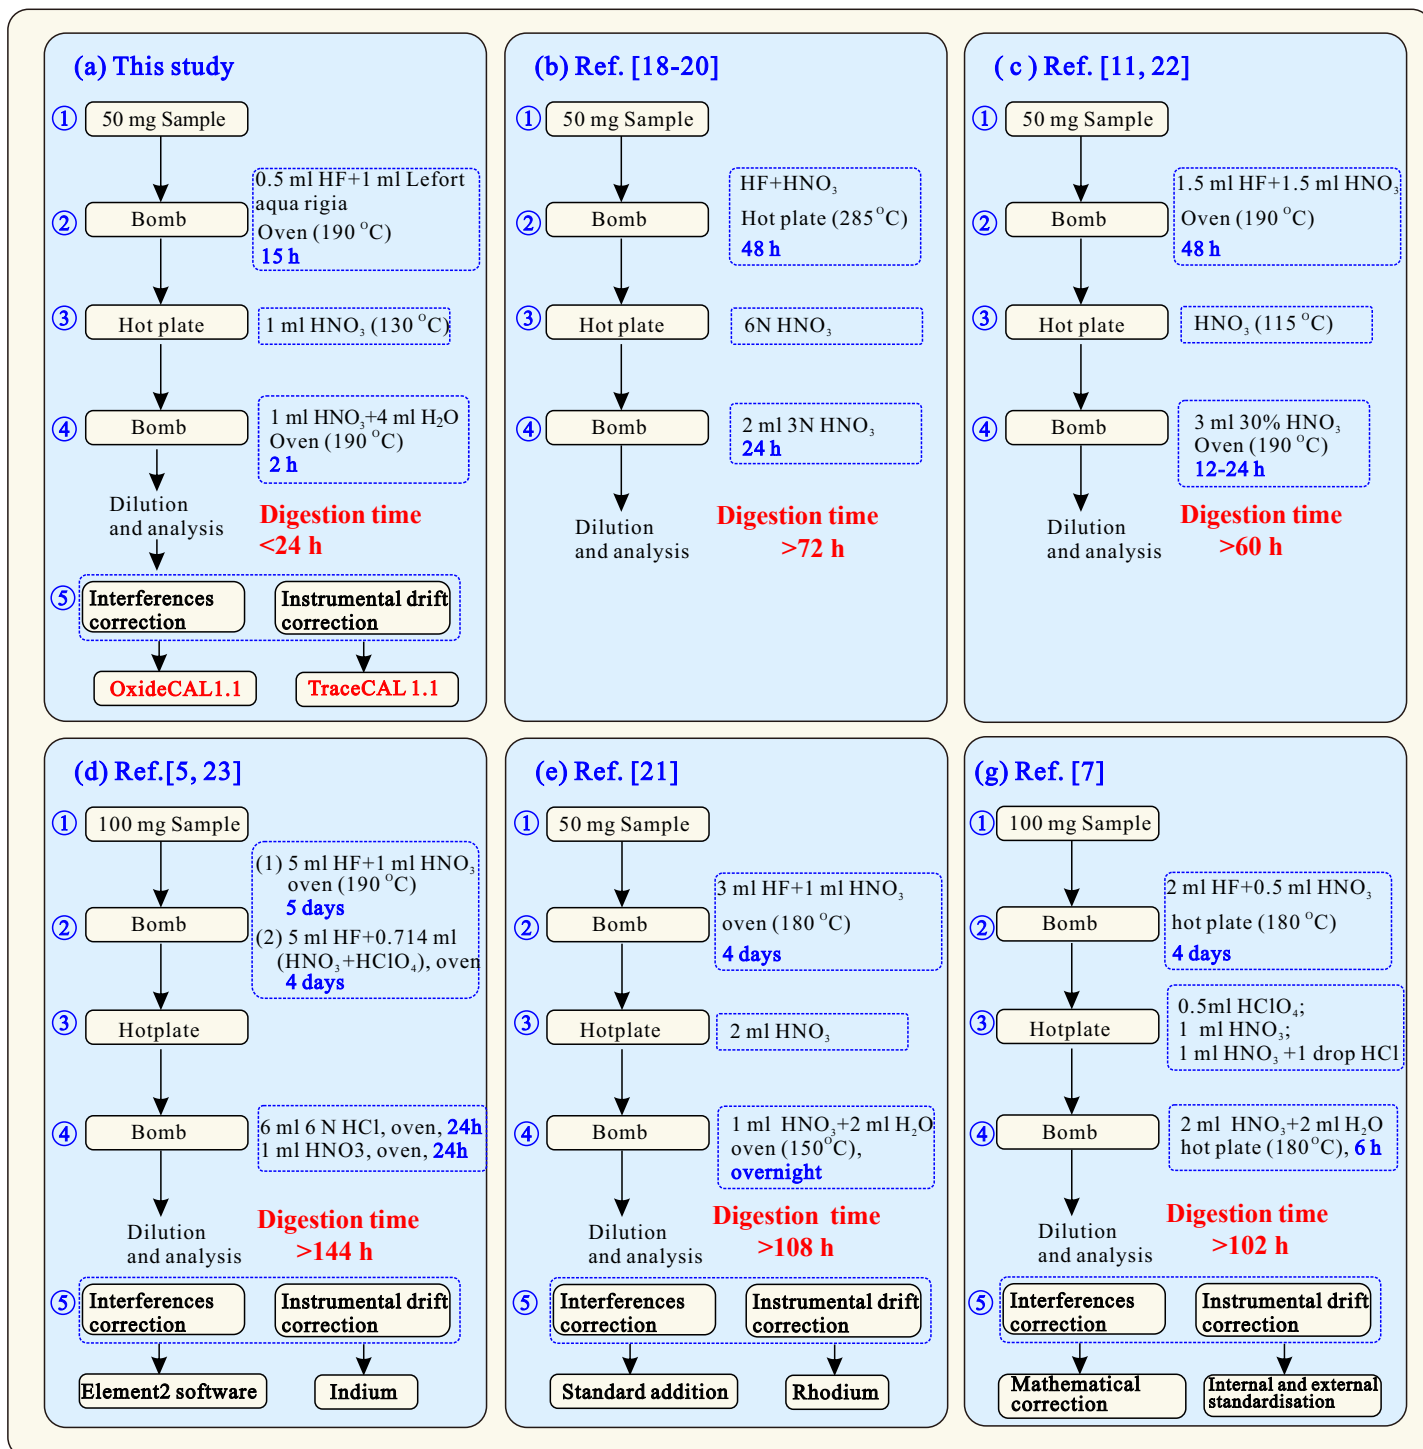 (a) This study
①
50 mg Sample
②
Bomb
0.5 ml HF+1 ml Lefort
aqua rigia
Oven (190 °C)
15 h
③
Hot plate
1 ml HNO₃ (130 °C)
④
Bomb
1 ml HNO₃+4 ml H₂O
Oven (190 °C)
2 h
Dilution
and analysis
Digestion time
<24 h
⑤
Interferences
correction
Instrumental drift
correction
OxideCAL1.1
TraceCAL 1.1
(b) Ref. [18-20]
①
50 mg Sample
②
Bomb
HF+HNO₃
Hot plate (285°C)
48 h
③
Hot plate
6N HNO₃
④
Bomb
2 ml 3N HNO₃
24 h
Dilution
and analysis
Digestion time
>72 h
( c ) Ref. [11, 22]
①
50 mg Sample
②
Bomb
1.5 ml HF+1.5 ml HNO₃
Oven (190 °C)
48 h
③
Hot plate
HNO₃ (115 °C)
④
Bomb
3 ml 30% HNO₃
Oven (190 °C)
12-24 h
Dilution
and analysis
Digestion time
>60 h
(d) Ref.[5, 23]
①
100 mg Sample
②
Bomb
(1) 5 ml HF+1 ml HNO₃
oven (190 °C)
5 days
(2) 5 ml HF+0.714 ml
(HNO₃+HClO₄), oven
4 days
③
Hotplate
④
Bomb
6 ml 6 N HCl, oven, 24h
1 ml HNO3, oven, 24h
Dilution
and analysis
Digestion time
>144 h
⑤
Interferences
correction
Instrumental drift
correction
Element2 software
Indium
(e) Ref. [21]
①
50 mg Sample
②
Bomb
3 ml HF+1 ml HNO₃
oven (180 °C)
4 days
③
Hotplate
2 ml HNO₃
④
Bomb
1 ml HNO₃+2 ml H₂O
oven (150°C),
overnight
Dilution
and analysis
Digestion time
>108 h
⑤
Interferences
correction
Instrumental drift
correction
Standard addition
Rhodium
(g) Ref. [7]
①
100 mg Sample
②
Bomb
2 ml HF+0.5 ml HNO₃
hot plate (180 °C)
4 days
③
Hotplate
0.5ml HClO₄;
1 ml HNO₃;
1 ml HNO₃+1 drop HCl
④
Bomb
2 ml HNO₃+2 ml H₂O
hot plate (180°C), 6 h
Dilution
and analysis
Digestion time
>102 h
⑤
Interferences
correction
Instrumental drift
correction
Mathematical
correction
Internal and external
standardisation